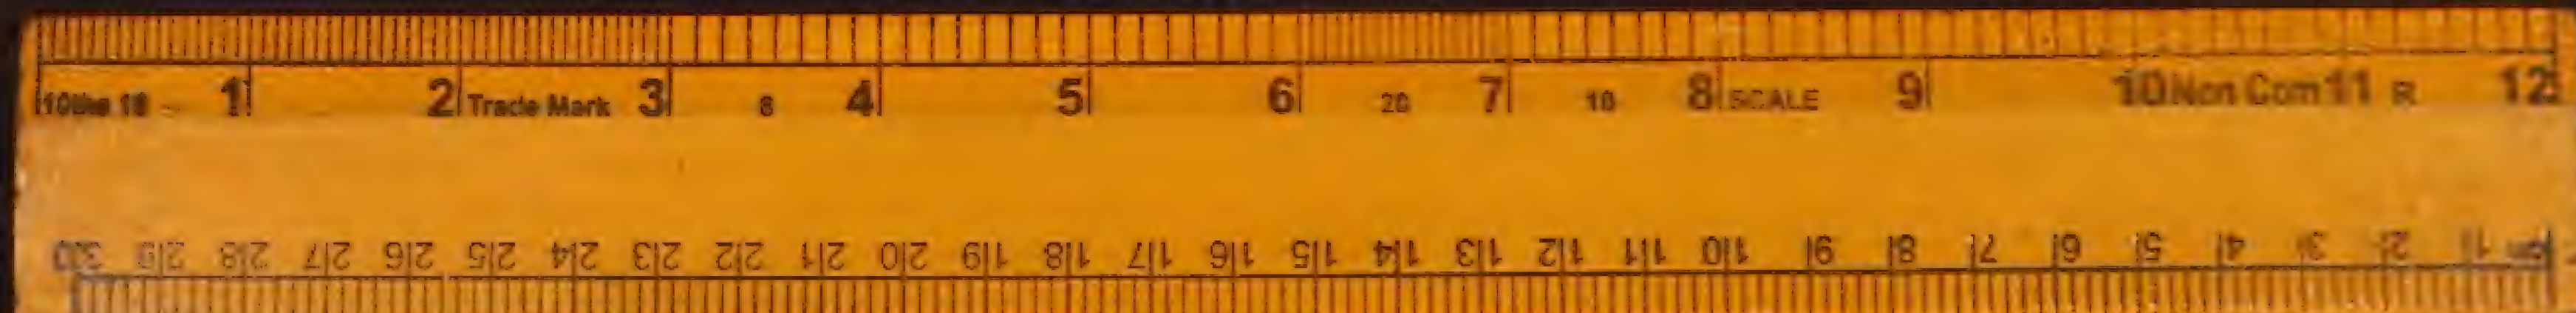 10ths 16 1 2 Trade Mark 3 8 4 5 6 20 7 10 8 SCALE 9 10 Non Com 11 R 12
30 29 28 27 26 25 24 23 22 21 20 19 18 17 16 15 14 13 12 11 10 9 8 7 6 5 4 3 2 1 cm